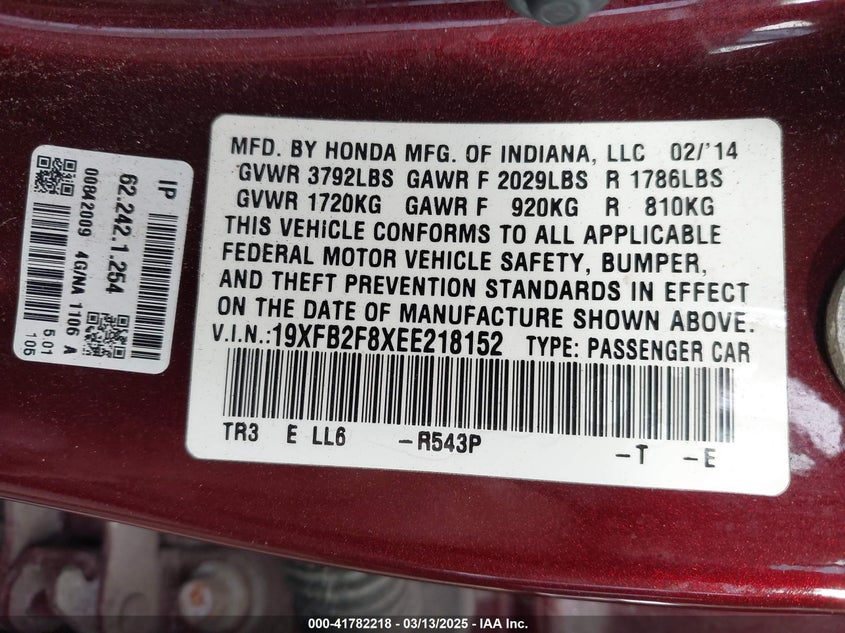 MFD. BY HONDA MFG. OF INDIANA, LLC 02/'14
GVWR 3792LBS GAWR F 2029LBS R 1786LBS
GVWR 1720KG GAWR F 920KG R 810KG
THIS VEHICLE CONFORMS TO ALL APPLICABLE
FEDERAL MOTOR VEHICLE SAFETY, BUMPER,
AND THEFT PREVENTION STANDARDS IN EFFECT
ON THE DATE OF MANUFACTURE SHOWN ABOVE.
V.I.N.:19XFB2F8XEE218152 TYPE: PASSENGER CAR
TR3 E LL6 -R543P -T -E
IP
62.242.1.254
00842009 4GNA 1106 A
5.01
105
000-41782218 - 03/13/2025 - IAA Inc.